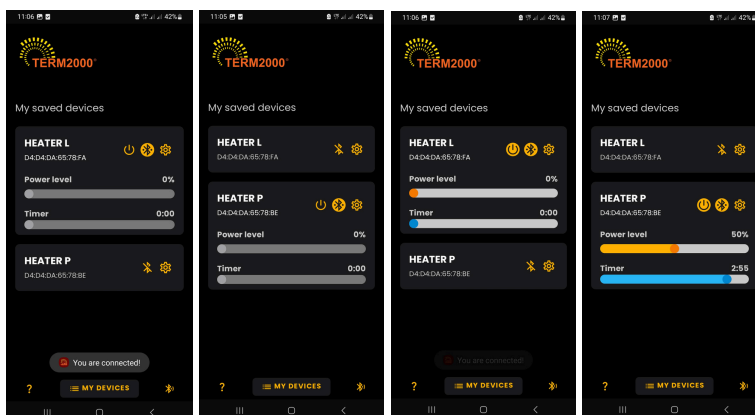 11:06 42%
TERM2000®
My saved devices
HEATER L
D4:D4:DA:65:78:FA
Power level 0%
Timer 0:00
HEATER P
D4:D4:DA:65:78:BE
You are connected!
? MY DEVICES
11:05 42%
TERM2000®
My saved devices
HEATER L
D4:D4:DA:65:78:FA
HEATER P
D4:D4:DA:65:78:BE
Power level 0%
Timer 0:00
? MY DEVICES
11:06 42%
TERM2000®
My saved devices
HEATER L
D4:D4:DA:65:78:FA
Power level 0%
Timer 0:00
HEATER P
D4:D4:DA:65:78:BE
You are connected!
? MY DEVICES
11:07 42%
TERM2000®
My saved devices
HEATER L
D4:D4:DA:65:78:FA
HEATER P
D4:D4:DA:65:78:BE
Power level 50%
Timer 2:55
? MY DEVICES